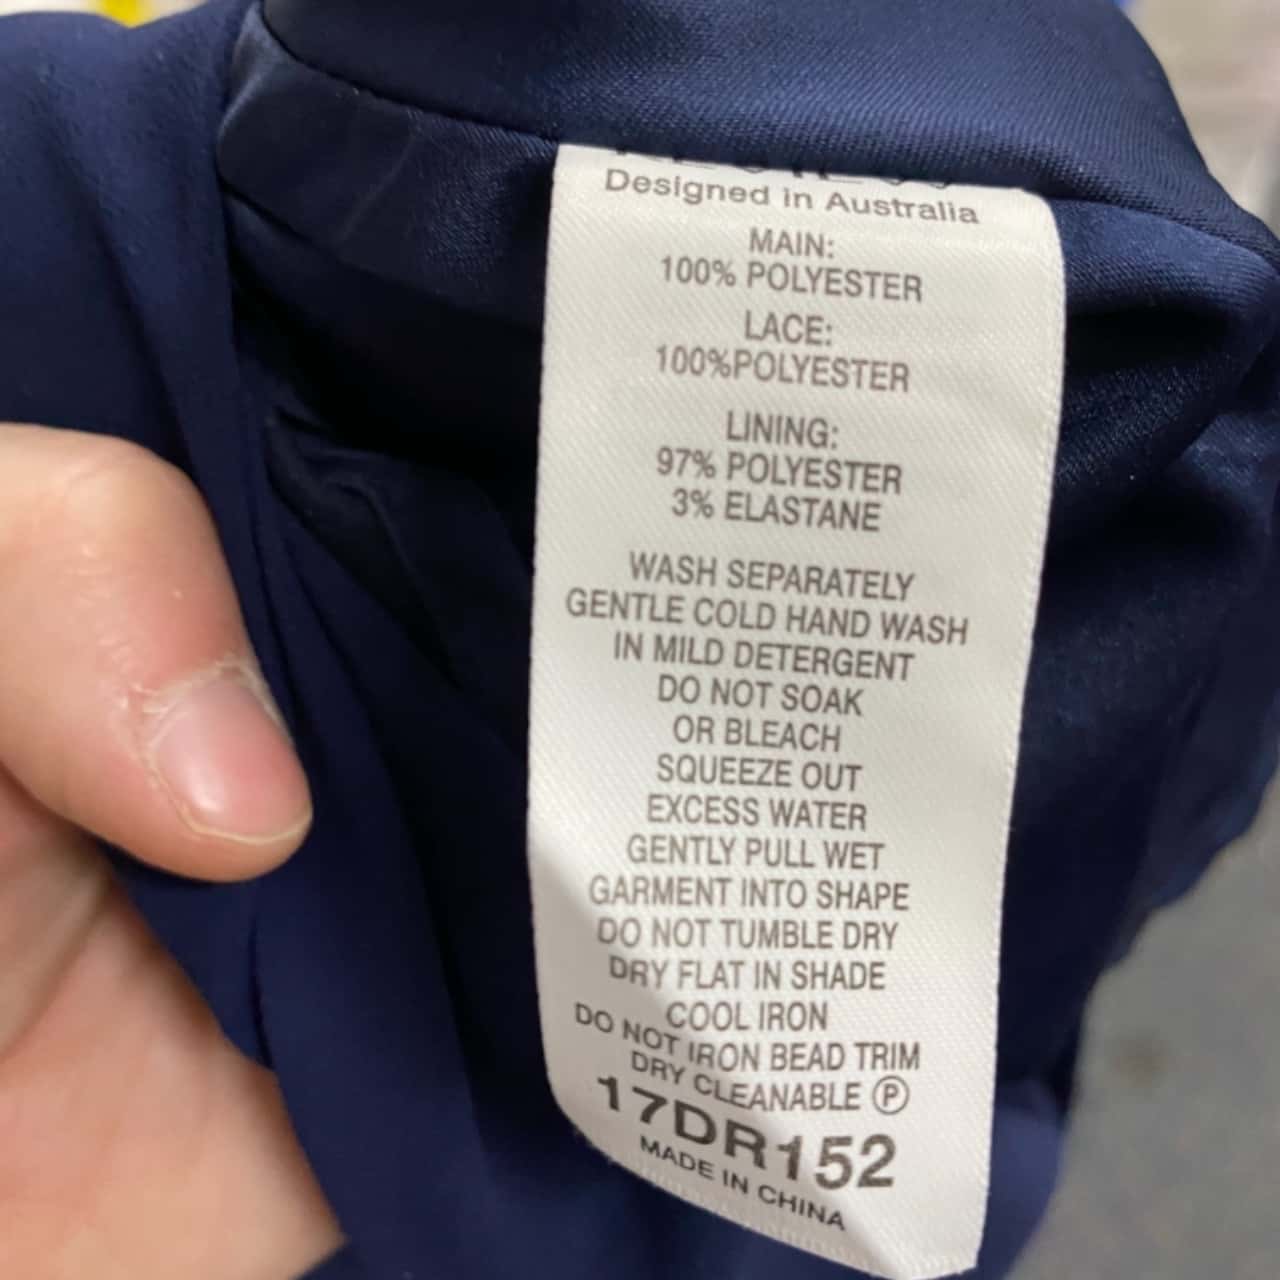 Designed in Australia
MAIN:
100% POLYESTER
LACE:
100%POLYESTER
LINING:
97% POLYESTER
3% ELASTANE
WASH SEPARATELY
GENTLE COLD HAND WASH
IN MILD DETERGENT
DO NOT SOAK
OR BLEACH
SQUEEZE OUT
EXCESS WATER
GENTLY PULL WET
GARMENT INTO SHAPE
DO NOT TUMBLE DRY
DRY FLAT IN SHADE
COOL IRON
DO NOT IRON BEAD TRIM
DRY CLEANABLE Ⓟ
17DR152
MADE IN CHINA